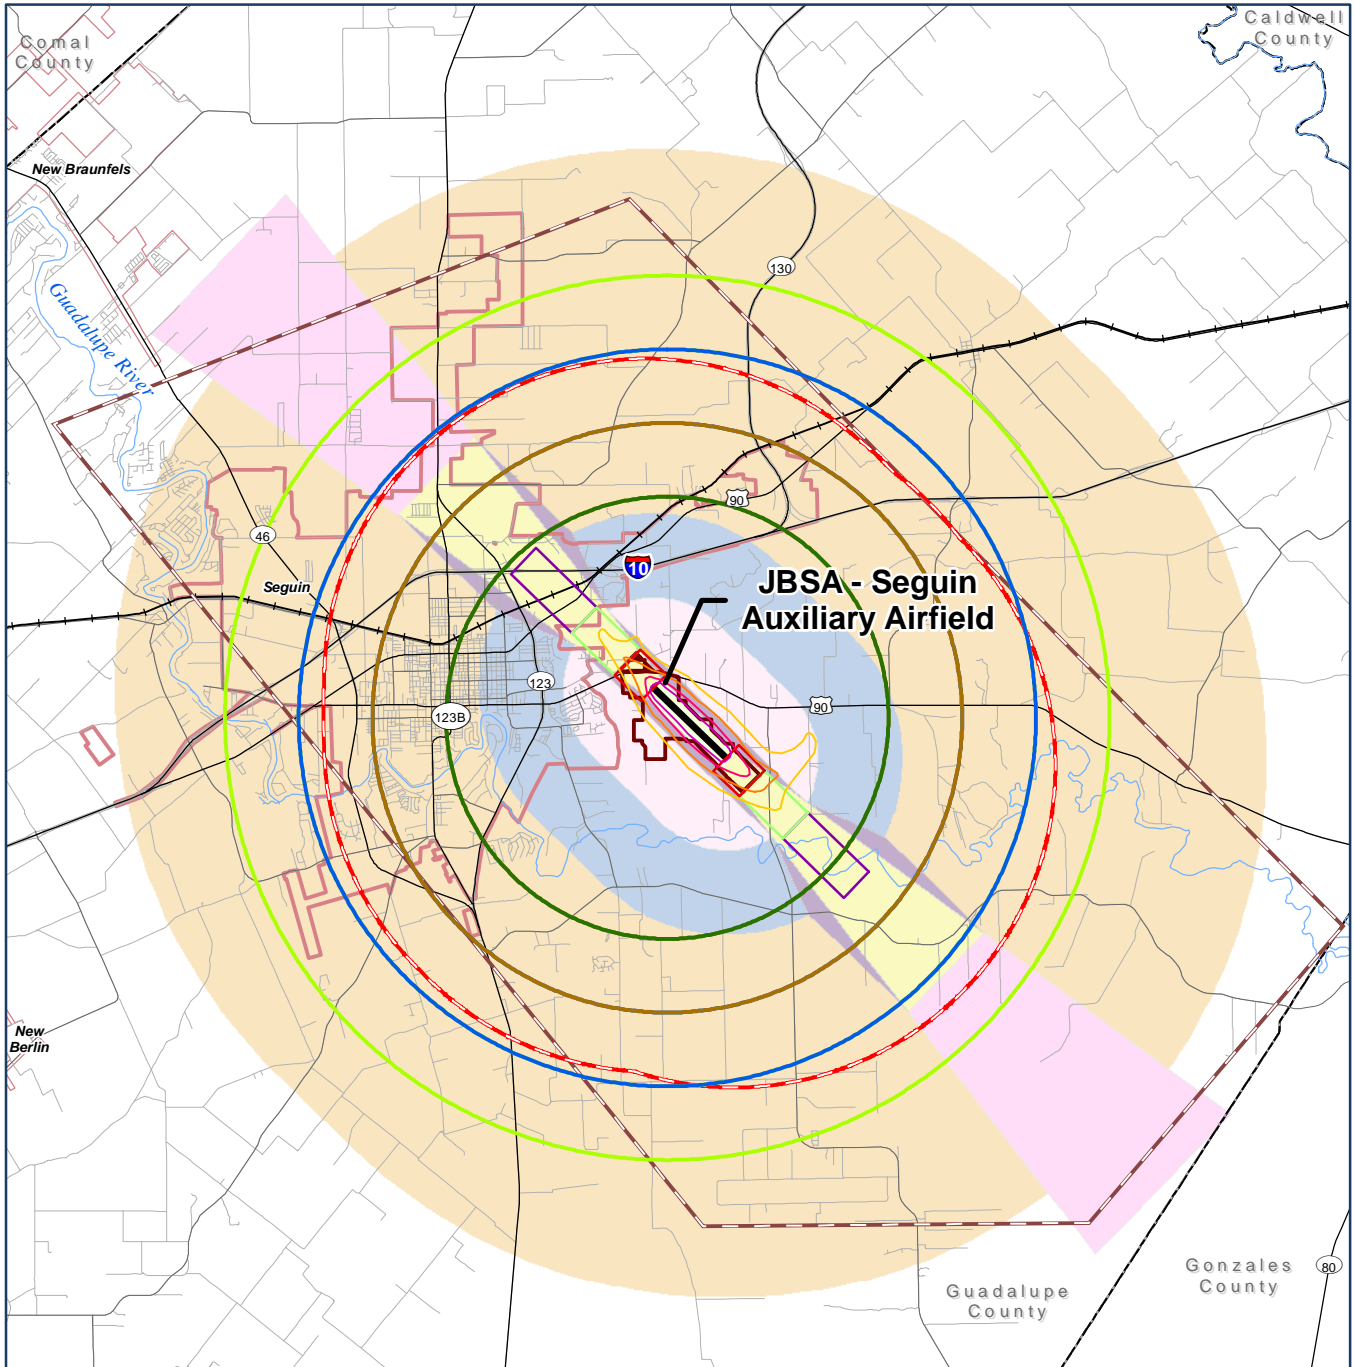 Comal
County
Caldwell
County
New Braunfels
130
Guadalupe River
90
46
10
JBSA - Seguin
Auxiliary Airfield
Seguin
123
90
123B
New
Berlin
Gonzales
County
80
Guadalupe
County